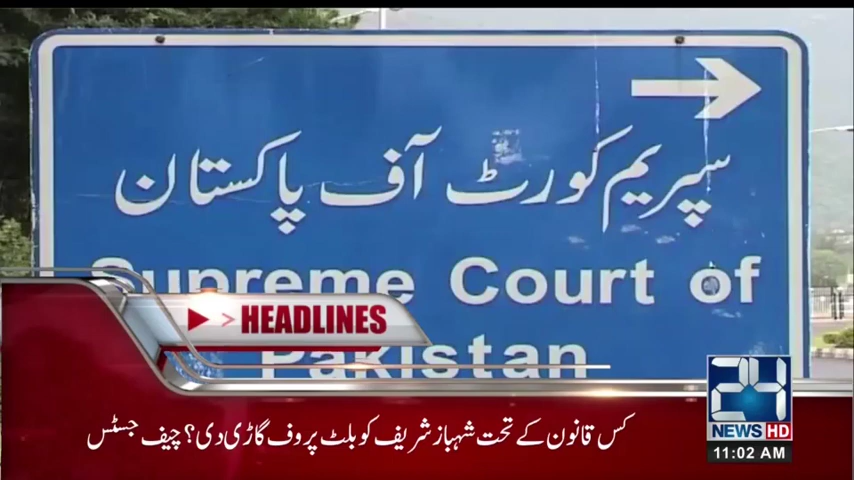 سپریم کورٹ آف پاکستان
Supreme Court of
Pakistan
> HEADLINES
کس قانون کے تحت شہباز شریف کو بلٹ پروف گاڑی دی؟ چیف جسٹس
24
NEWS HD
11:02 AM